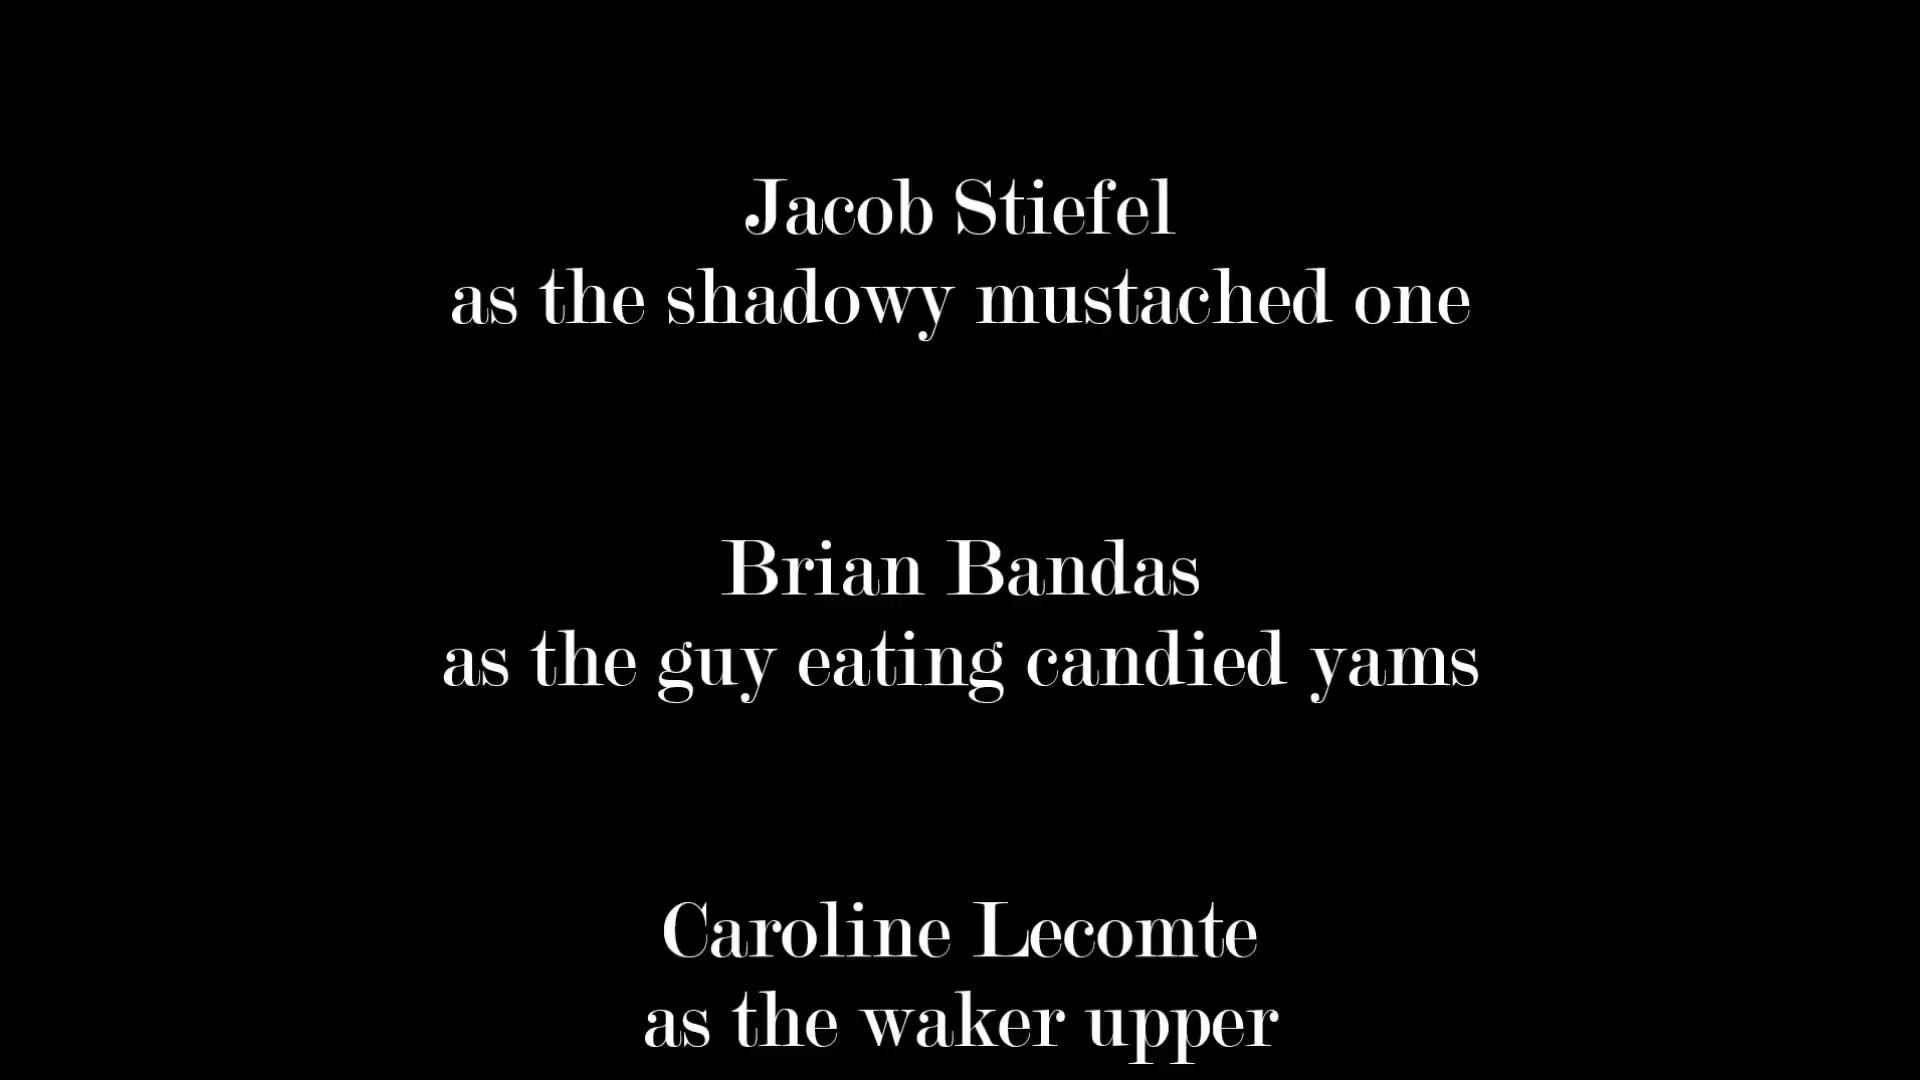 Jacob Stiefel
as the shadowy mustached one
Brian Bandas
as the guy eating candied yams
Caroline Lecomte
as the waker upper